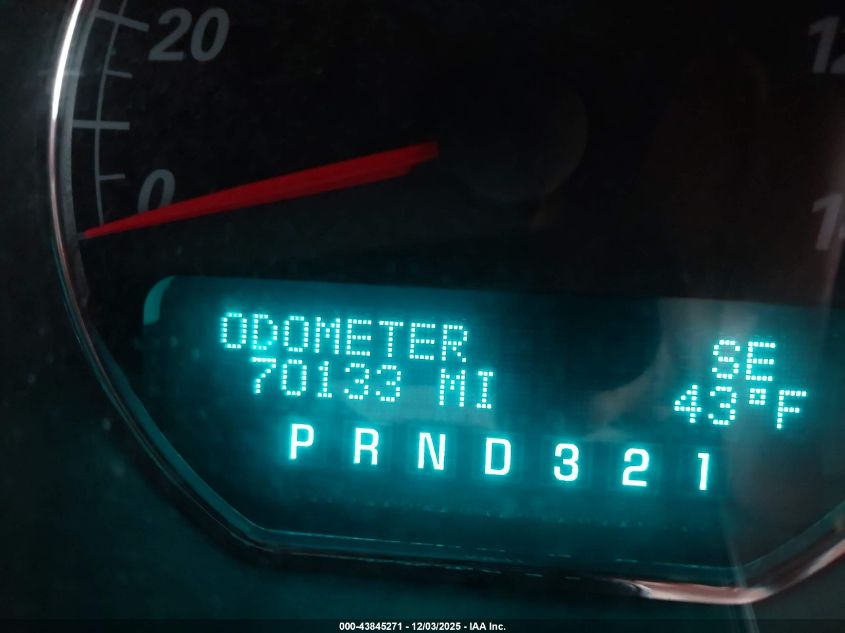 20
0
ODOMETER SE
70133 MI 43°F
P R N D 3 2 1
000-43845271 - 12/03/2025 - IAA Inc.